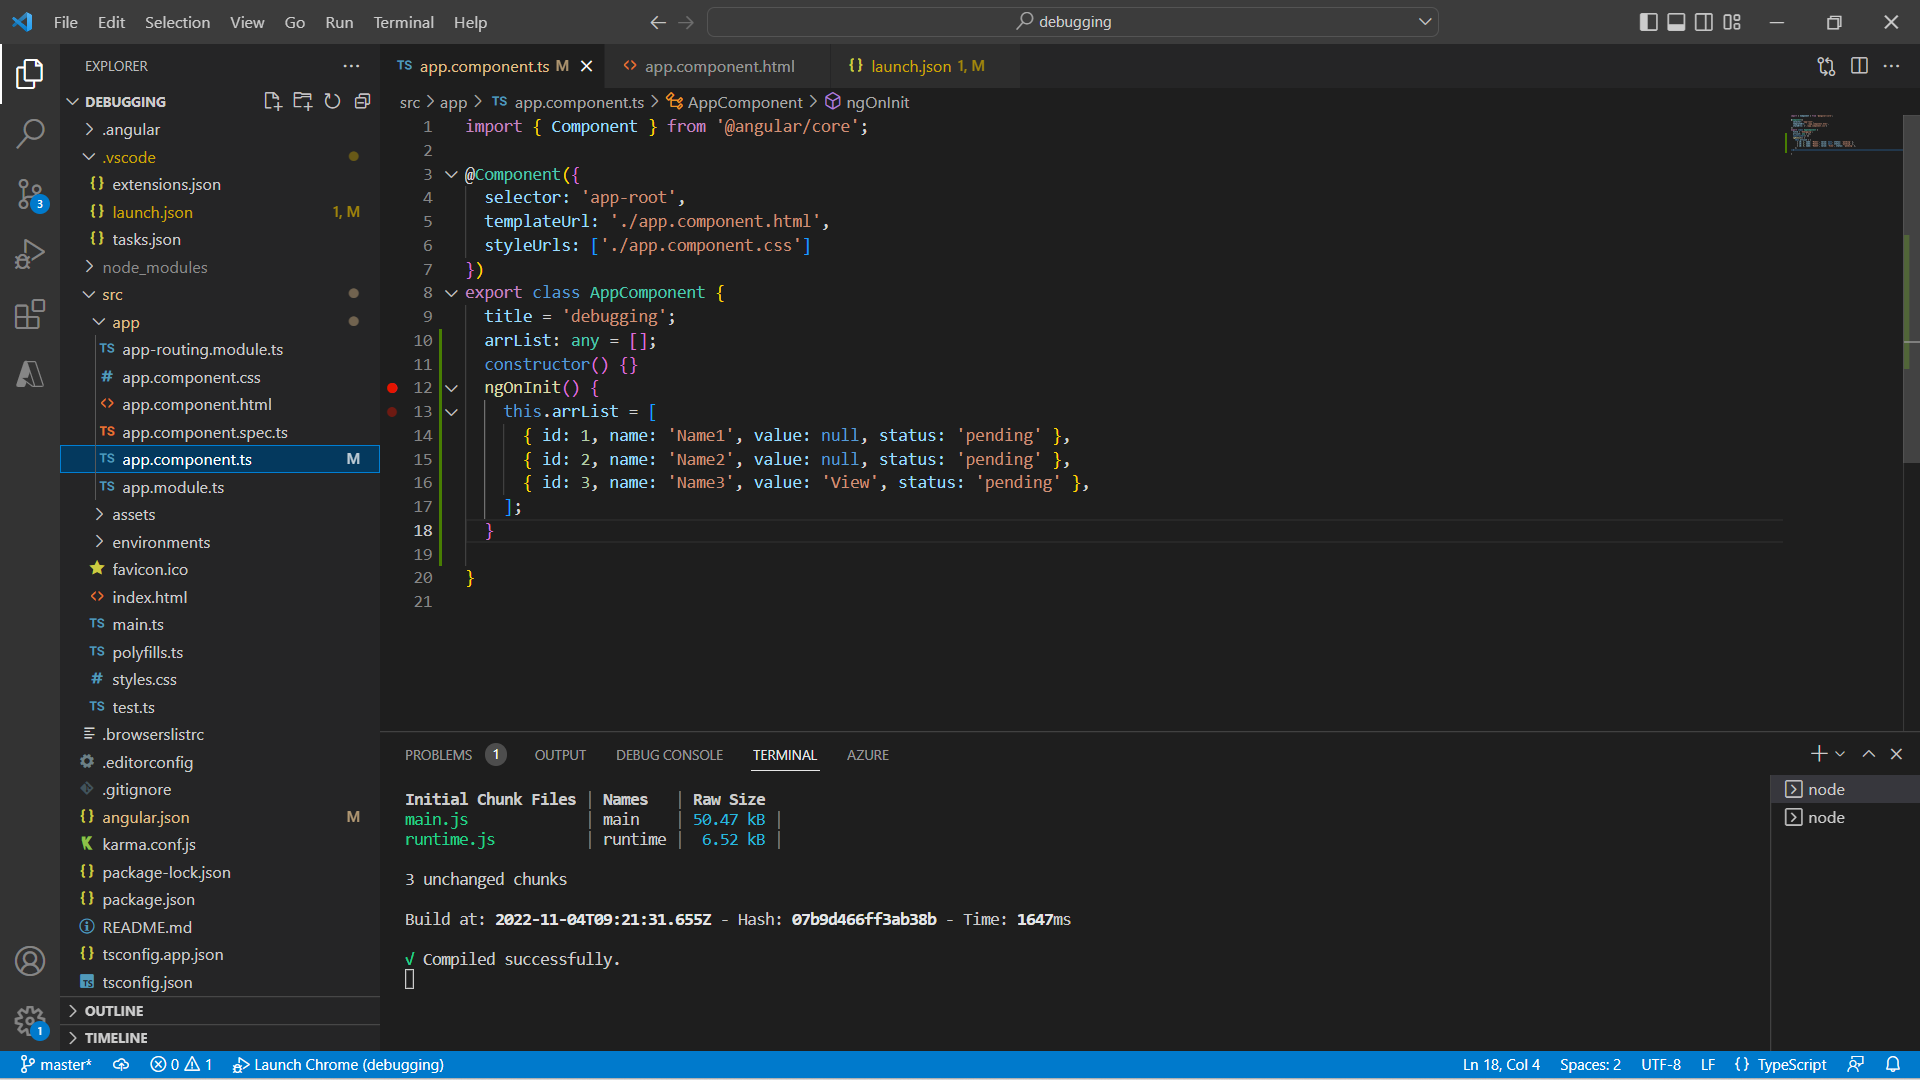 File Edit Selection View Go Run Terminal Help
debugging
EXPLORER
DEBUGGING
.angular
.vscode
{} extensions.json
{} launch.json 1, M
{} tasks.json
node_modules
src
app
TS app-routing.module.ts
# app.component.css
<> app.component.html
TS app.component.spec.ts
TS app.component.ts M
TS app.module.ts
assets
environments
favicon.ico
<> index.html
TS main.ts
TS polyfills.ts
# styles.css
TS test.ts
.browserslistrc
.editorconfig
.gitignore
{} angular.json M
karma.conf.js
{} package-lock.json
{} package.json
README.md
{} tsconfig.app.json
TS tsconfig.json
OUTLINE
TIMELINE
3
1
TS app.component.ts M
<> app.component.html
{} launch.json 1, M
src > app > TS app.component.ts > AppComponent > ngOnInit
1 import { Component } from '@angular/core';
2
3 @Component({
4 selector: 'app-root',
5 templateUrl: './app.component.html',
6 styleUrls: ['./app.component.css']
7 })
8 export class AppComponent {
9 title = 'debugging';
10 arrList: any = [];
11 constructor() {}
12 ngOnInit() {
13 this.arrList = [
14 { id: 1, name: 'Name1', value: null, status: 'pending' },
15 { id: 2, name: 'Name2', value: null, status: 'pending' },
16 { id: 3, name: 'Name3', value: 'View', status: 'pending' },
17 ];
18 }
19
20 }
21
PROBLEMS 1 OUTPUT DEBUG CONSOLE TERMINAL AZURE
Initial Chunk Files | Names | Raw Size
main.js | main | 50.47 kB |
runtime.js | runtime | 6.52 kB |
3 unchanged chunks
Build at: 2022-11-04T09:21:31.655Z - Hash: 07b9d466ff3ab38b - Time: 1647ms
√ Compiled successfully.
node
node
master* 0 1 Launch Chrome (debugging) Ln 18, Col 4 Spaces: 2 UTF-8 LF {} TypeScript